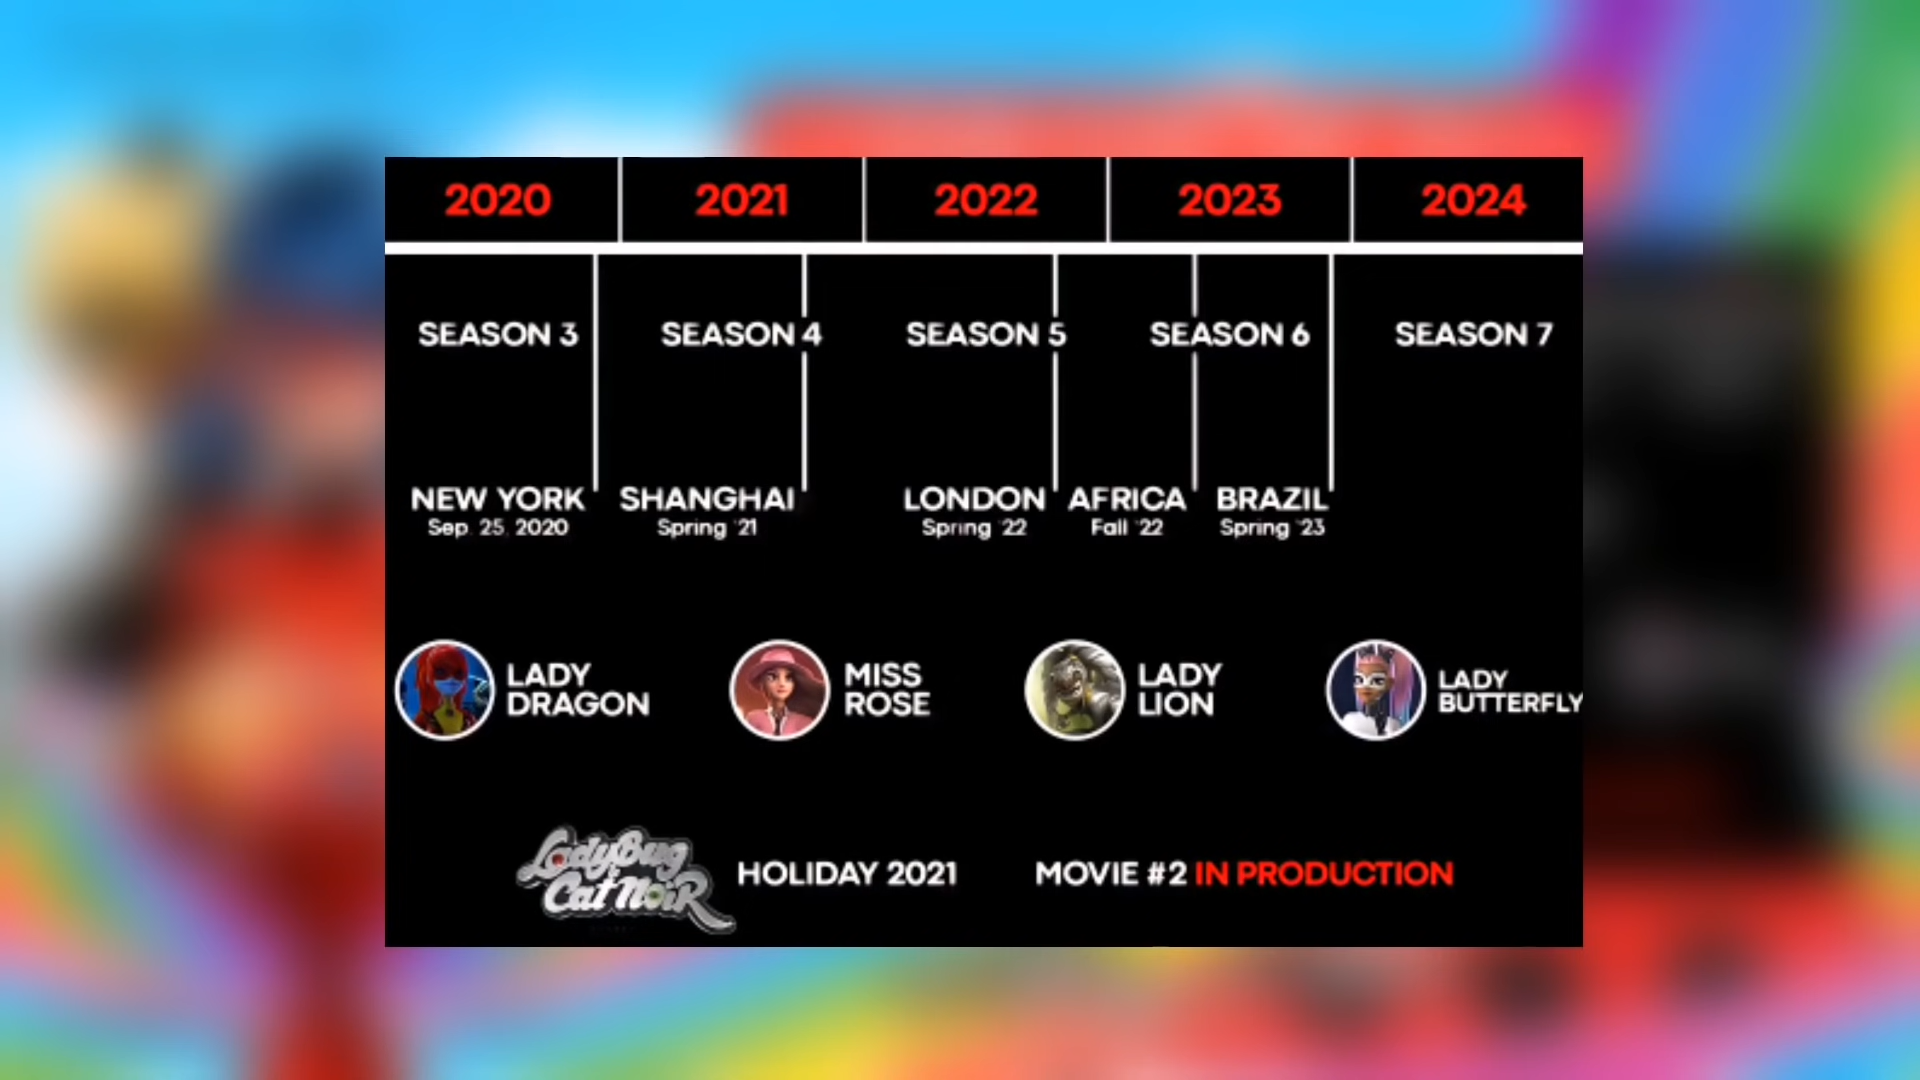 2020 2021 2022 2023 2024
SEASON 3 SEASON 4 SEASON 5 SEASON 6 SEASON 7
NEW YORK SHANGHAI LONDON AFRICA BRAZIL
Sep. 25, 2020 Spring '21 Spring '22 Fall '22 Spring '23
LADY
DRAGON
MISS
ROSE
LADY
LION
LADY
BUTTERFLY
LadyBug
Cat Noir
HOLIDAY 2021 MOVIE #2 IN PRODUCTION